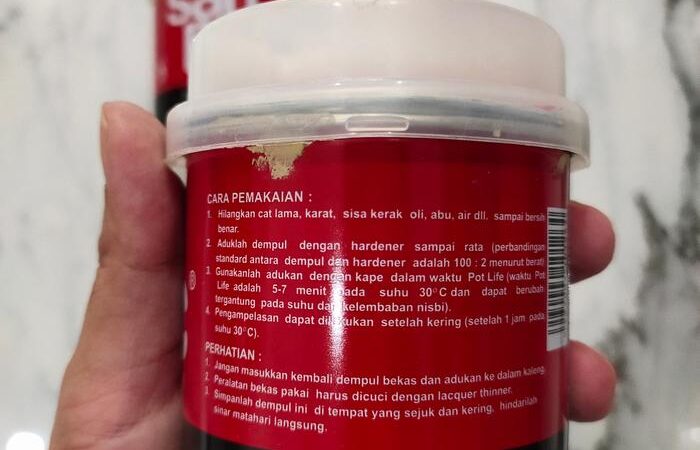 San
CARA PEMAKAIAN :
1. Hilangkan cat lama, karat, sisa kerak oli, abu, air dll. sampai bersih
benar.
2. Aduklah dempul dengan hardener sampai rata (perbandingan
standard antara dempul dan hardener adalah 100 : 2 menurut berat)
3. Gunakanlah adukan dengan kape dalam waktu Pot Life (waktu Pot
Life adalah 5-7 menit pada suhu 30°C dan dapat berubah
tergantung pada suhu dan kelembaban nisbi).
4. Pengampelasan dapat dilakukan setelah kering (setelah 1 jam pada
suhu 30°C).
PERHATIAN :
1. Jangan masukkan kembali dempul bekas dan adukan ke dalam kaleng.
2. Peralatan bekas pakai harus dicuci dengan lacquer thinner.
3. Simpanlah dempul ini di tempat yang sejuk dan kering, hindarilah
sinar matahari langsung.
®